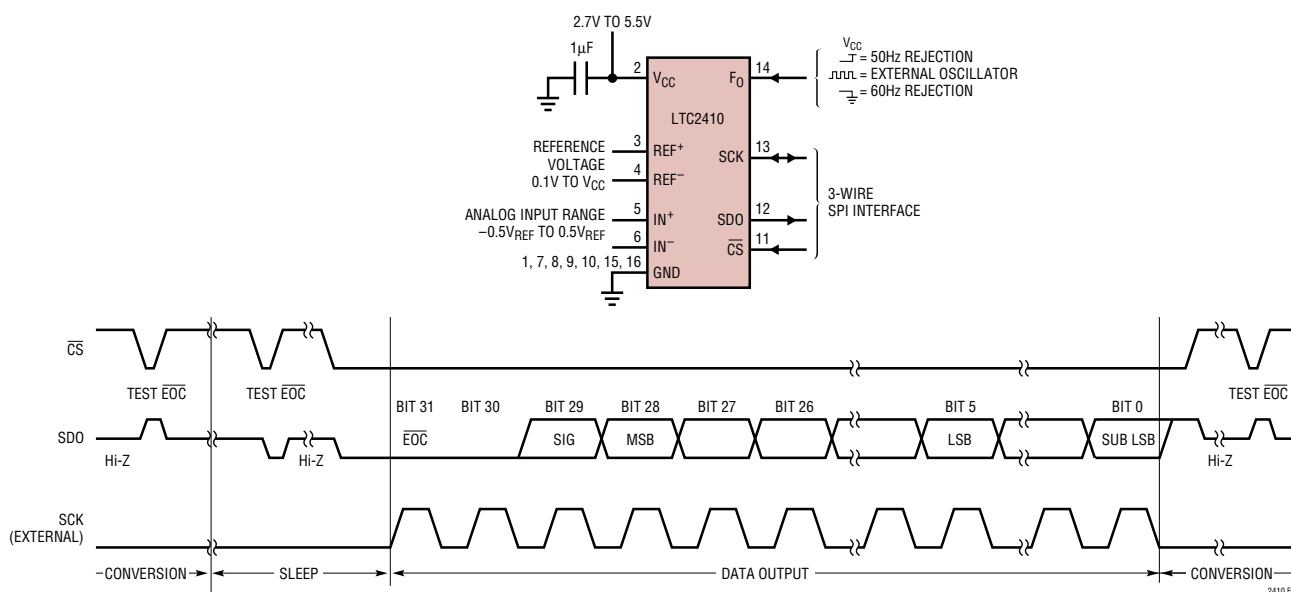 2.7V TO 5.5V
1µF
2
VCC
FO
14
VCC
= 50Hz REJECTION
= EXTERNAL OSCILLATOR
= 60Hz REJECTION
LTC2410
REFERENCE
VOLTAGE
0.1V TO VCC
3
REF+
4
REF–
SCK
13
ANALOG INPUT RANGE
–0.5VREF TO 0.5VREF
5
IN+
6
IN–
SDO
12
CS
11
3-WIRE
SPI INTERFACE
1, 7, 8, 9, 10, 15, 16
GND
CS
TEST EOC
TEST EOC
TEST EOC
BIT 31
BIT 30
BIT 29
BIT 28
BIT 27
BIT 26
BIT 5
BIT 0
SDO
EOC
SIG
MSB
LSB
SUB LSB
Hi-Z
Hi-Z
Hi-Z
SCK
(EXTERNAL)
CONVERSION
SLEEP
DATA OUTPUT
CONVERSION